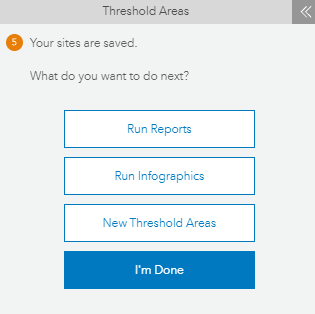 Threshold Areas
5 Your sites are saved.
What do you want to do next?
Run Reports
Run Infographics
New Threshold Areas
I'm Done